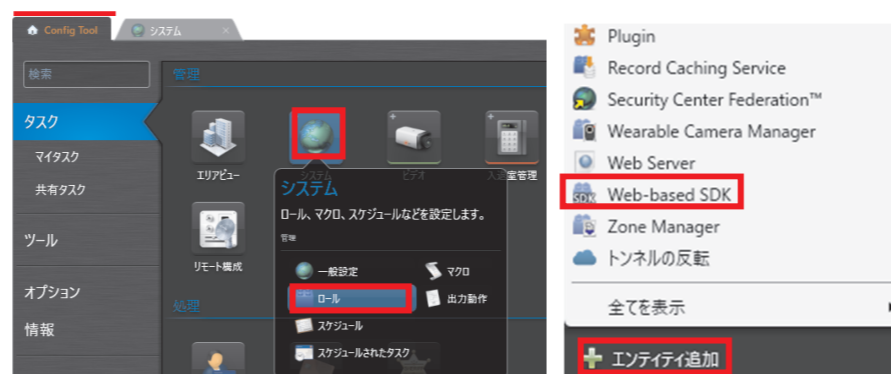 Config Tool
システム
検索
管理
タスク
マイタスク
共有タスク
ツール
オプション
情報
エリアビュー
システム
ビデオ
入退室管理
リモート構成
処理
システム
ロール、マクロ、スケジュールなどを設定します。
管理
一般設定
マクロ
ロール
出力動作
スケジュール
スケジュールされたタスク
Plugin
Record Caching Service
Security Center Federation™
Wearable Camera Manager
Web Server
SDK
Web-based SDK
Zone Manager
トンネルの反転
全てを表示
エンティティ追加